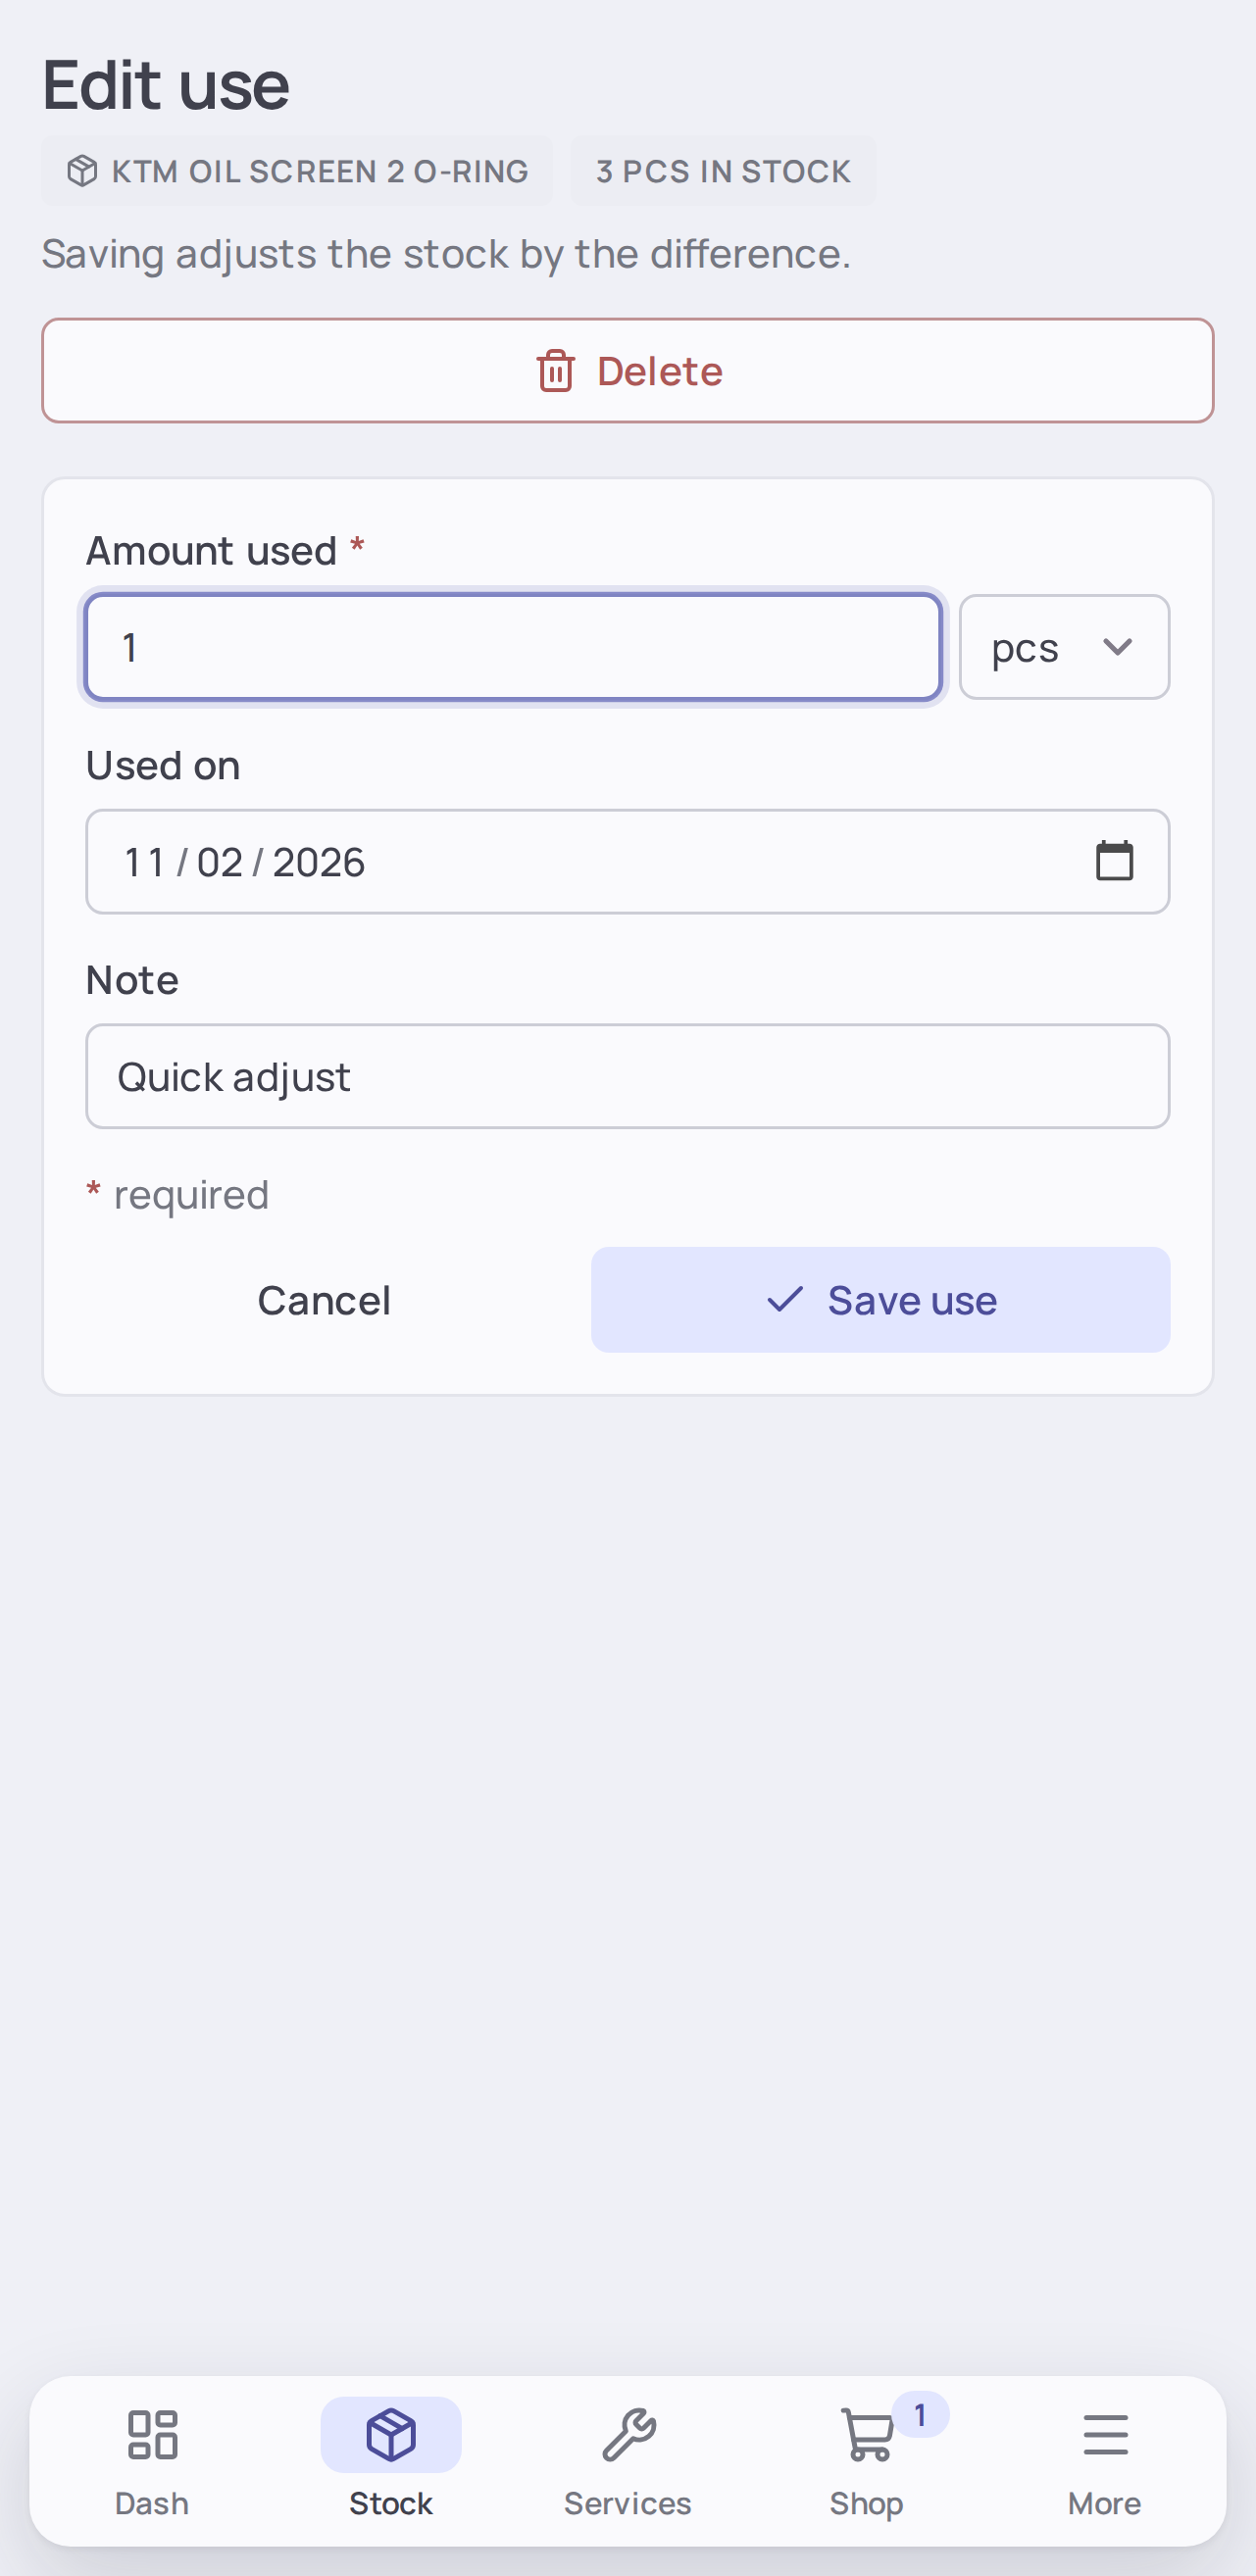 Edit use
KTM OIL SCREEN 2 O-RING 3 PCS IN STOCK
Saving adjusts the stock by the difference.
Delete
Amount used *
1 pcs
Used on
11/02/2026
Note
Quick adjust
* required
Cancel Save use
1
Dash Stock Services Shop More